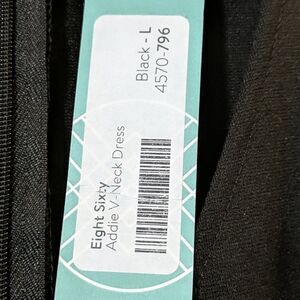 Eight Sixty
Addie V-Neck Dress
Black - L
4570-796